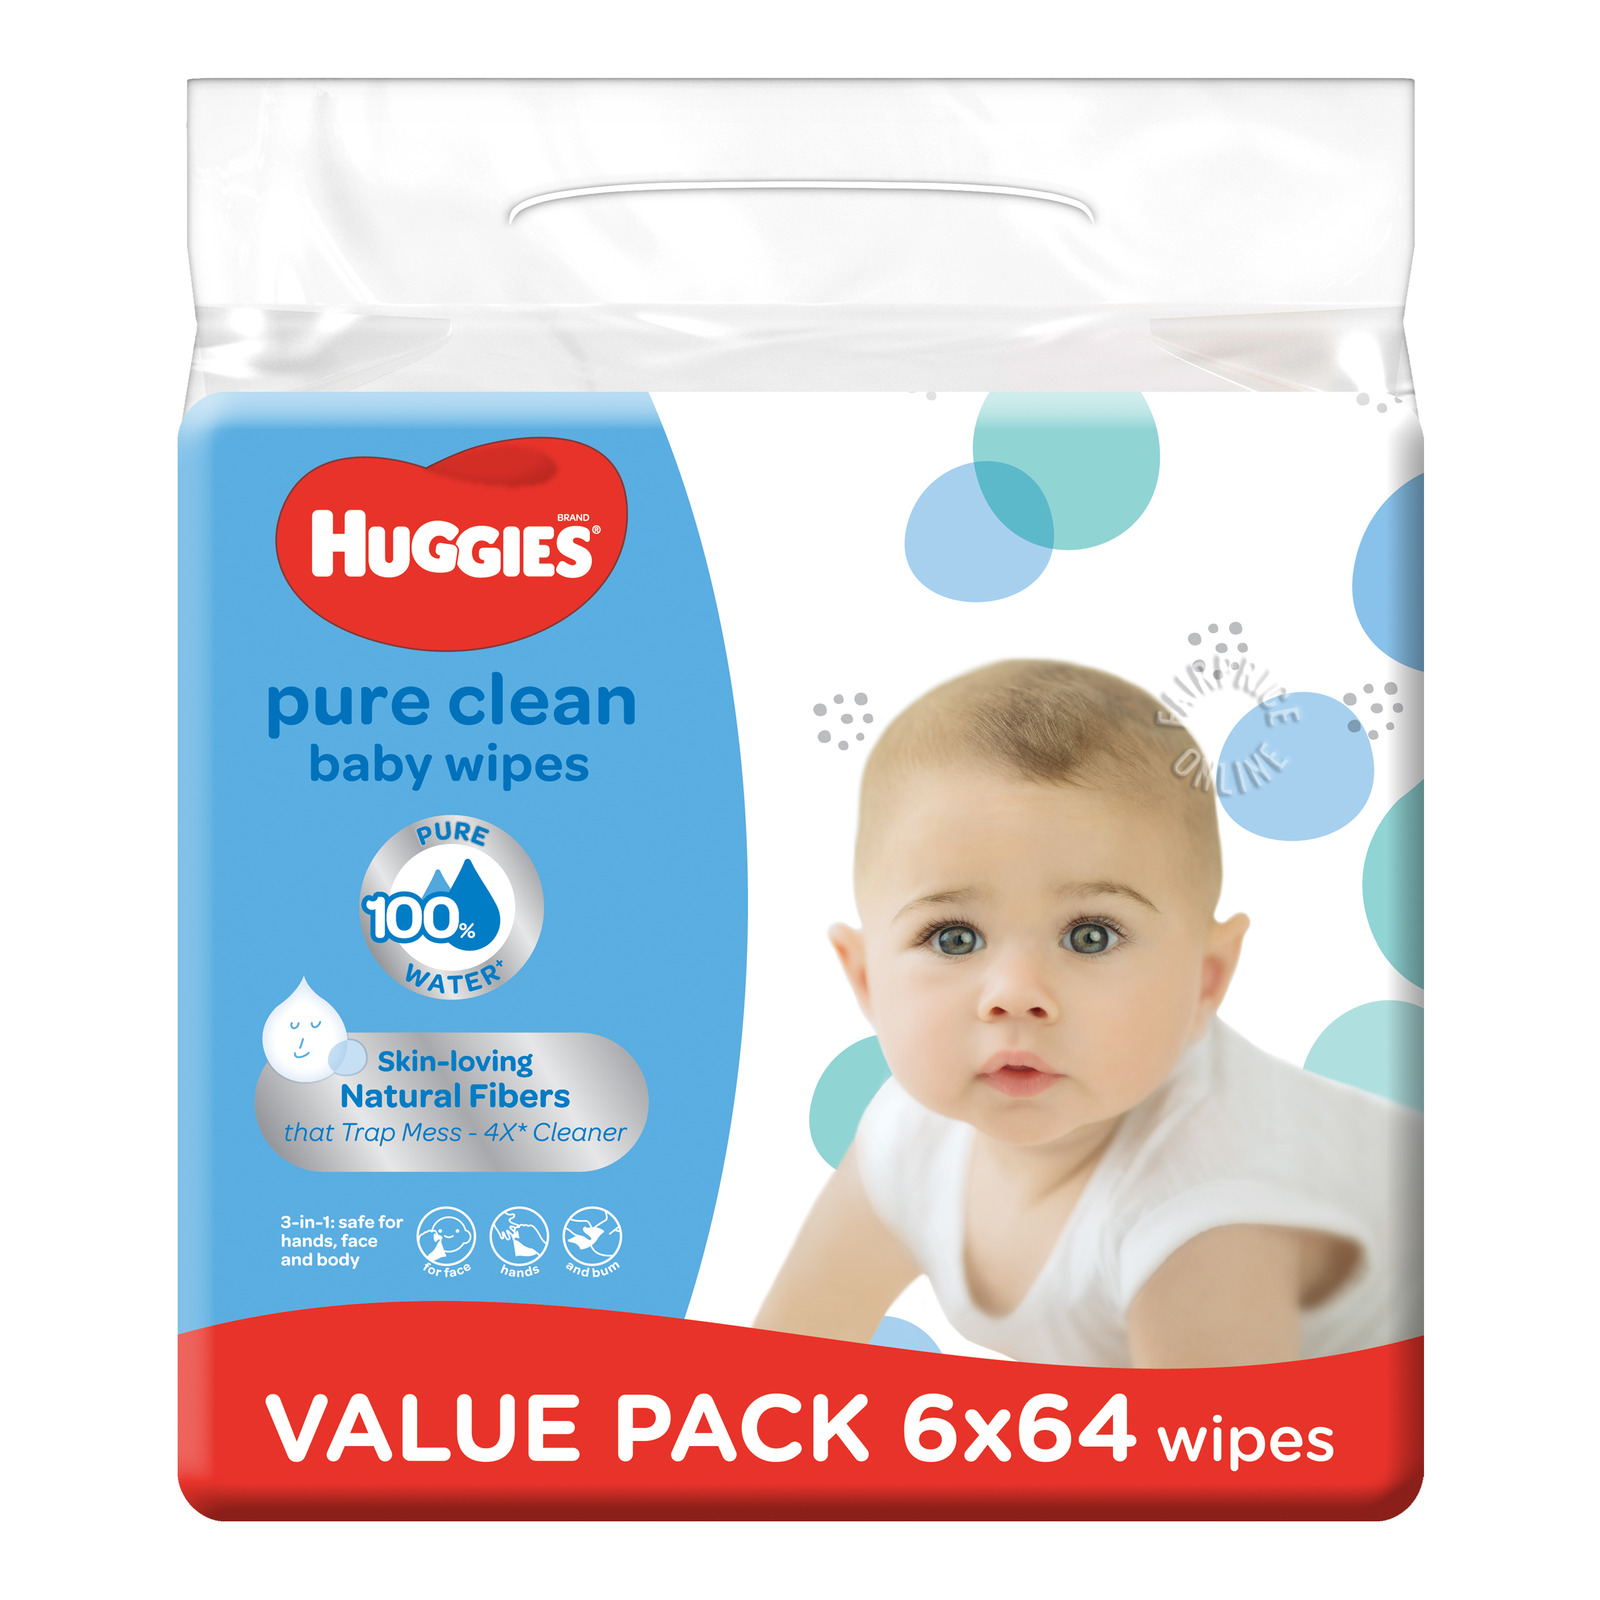 HUGGIES®
BRAND
pure clean
baby wipes
PURE
100%
WATER+
Skin-loving
Natural Fibers
that Trap Mess - 4X* Cleaner
3-in-1: safe for
hands, face
and body
for face
hands
and bum
FAIRPRICE
ONLINE
VALUE PACK 6x64 wipes